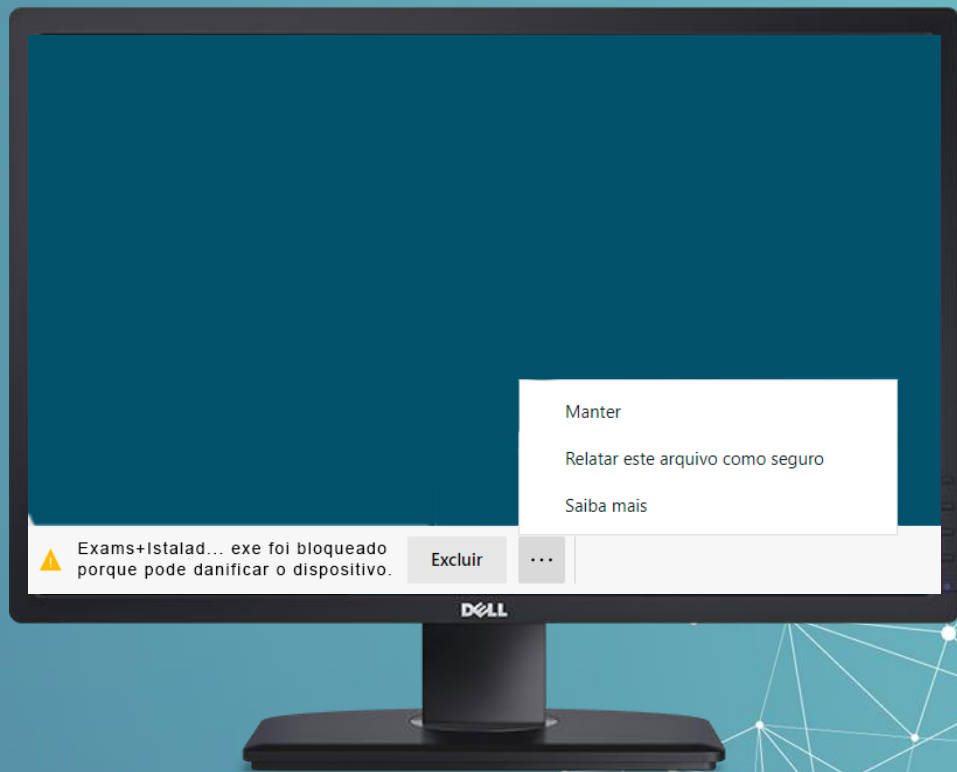 Manter
Relatar este arquivo como seguro
Saiba mais
Exams+Istalad... exe foi bloqueado
porque pode danificar o dispositivo.
Excluir
...
DELL